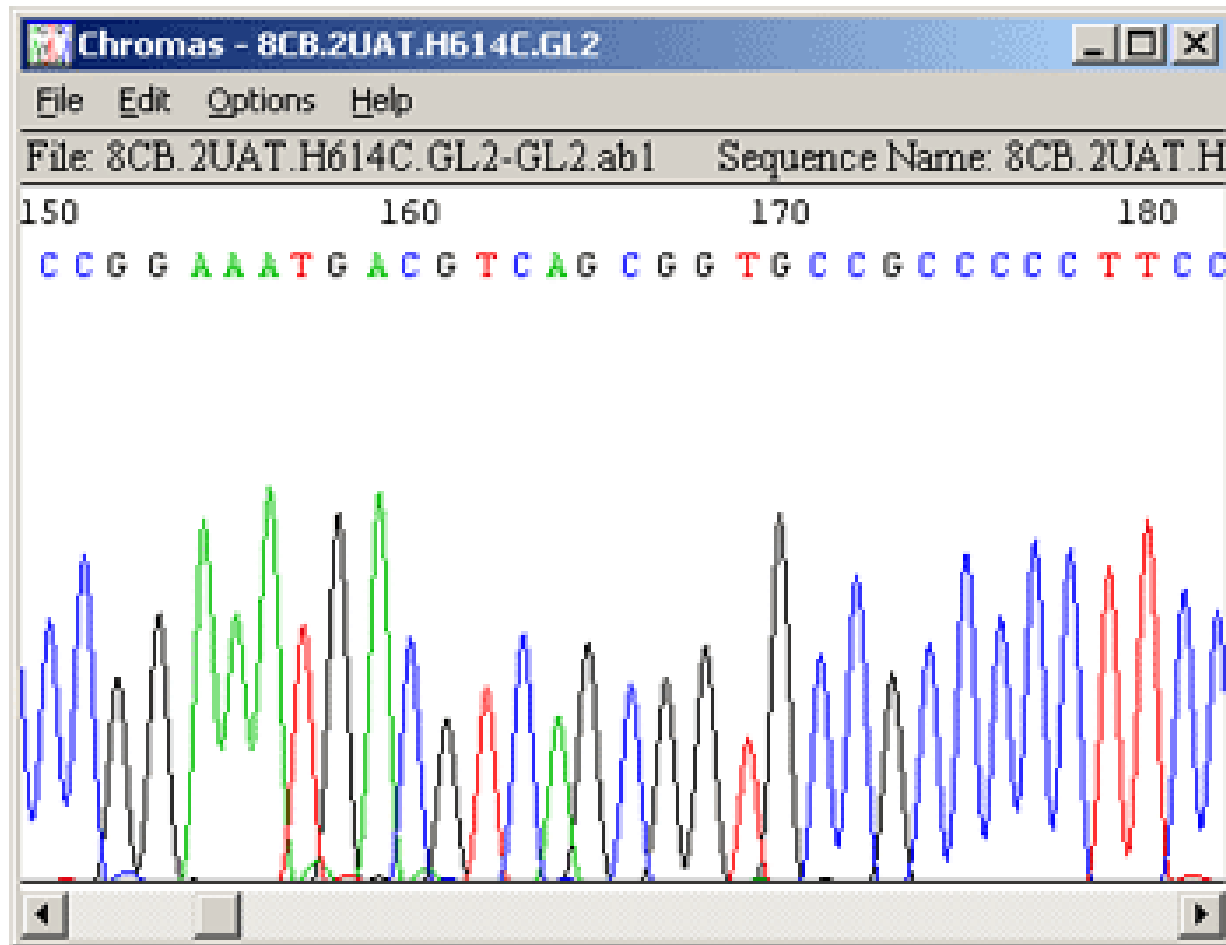 Chromas - 8CB.2UAT.H614C.GL2
File Edit Options Help
File: 8CB.2UAT.H614C.GL2-GL2.ab1 Sequence Name: 8CB.2UAT.H
150 160 170 180
C C G G A A A T G A C G T C A G C G G T G C C G C C C C C T T C C